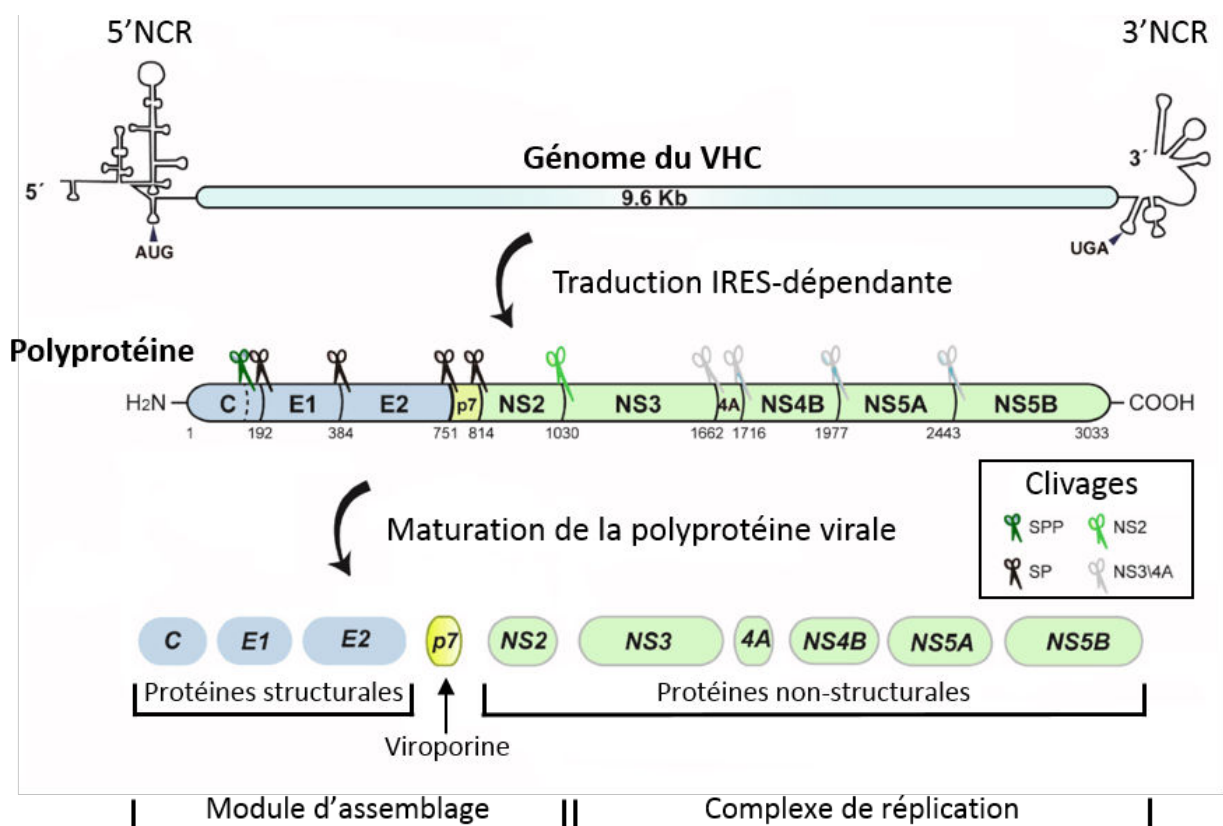 5'NCR
3'NCR
Génome du VHC
5´
3´
9.6 Kb
AUG
UGA
Traduction IRES-dépendante
Polyprotéine
H2N
C
E1
E2
p7
NS2
NS3
4A
NS4B
NS5A
NS5B
COOH
1
192
384
751
814
1030
1662
1716
1977
2443
3033
Clivages
SPP
NS2
SP
NS3\4A
Maturation de la polyprotéine virale
C
E1
E2
p7
NS2
NS3
4A
NS4B
NS5A
NS5B
Protéines structurales
Protéines non-structurales
Viroporine
Module d'assemblage
Complexe de réplication